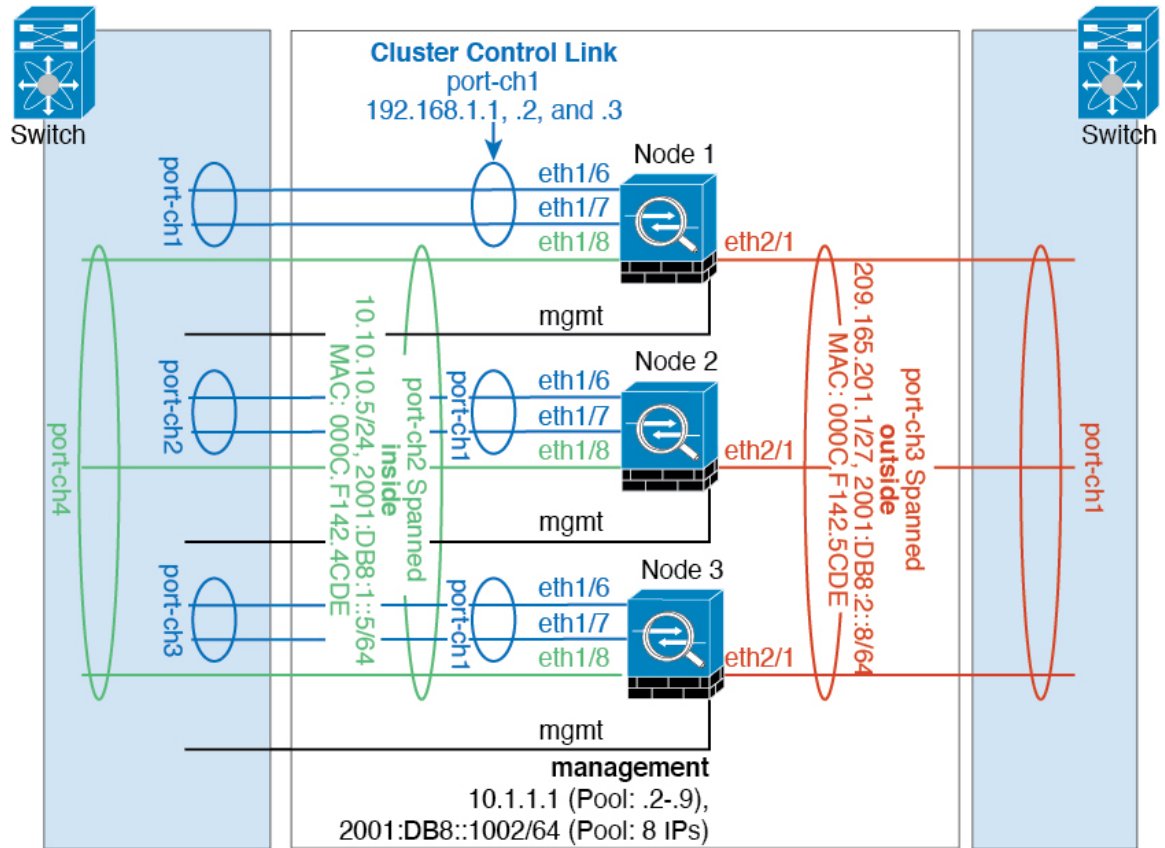 Switch
Switch
Cluster Control Link
port-ch1
192.168.1.1, .2, and .3
port-ch1
Node 1
eth1/6
eth1/7
eth1/8
eth2/1
mgmt
port-ch4
port-ch2
port-ch2 Spanned
inside
10.10.10.5/24, 2001:DB8:1::5/64
MAC: 000C.F142.4CDE
port-ch1
Node 2
eth1/6
eth1/7
eth1/8
eth2/1
mgmt
port-ch3 Spanned
outside
209.165.201.1/27, 2001:DB8:2::8/64
MAC: 000C.F142.5CDE
port-ch1
port-ch3
port-ch1
Node 3
eth1/6
eth1/7
eth1/8
eth2/1
mgmt
management
10.1.1.1 (Pool: .2-.9),
2001:DB8::1002/64 (Pool: 8 IPs)